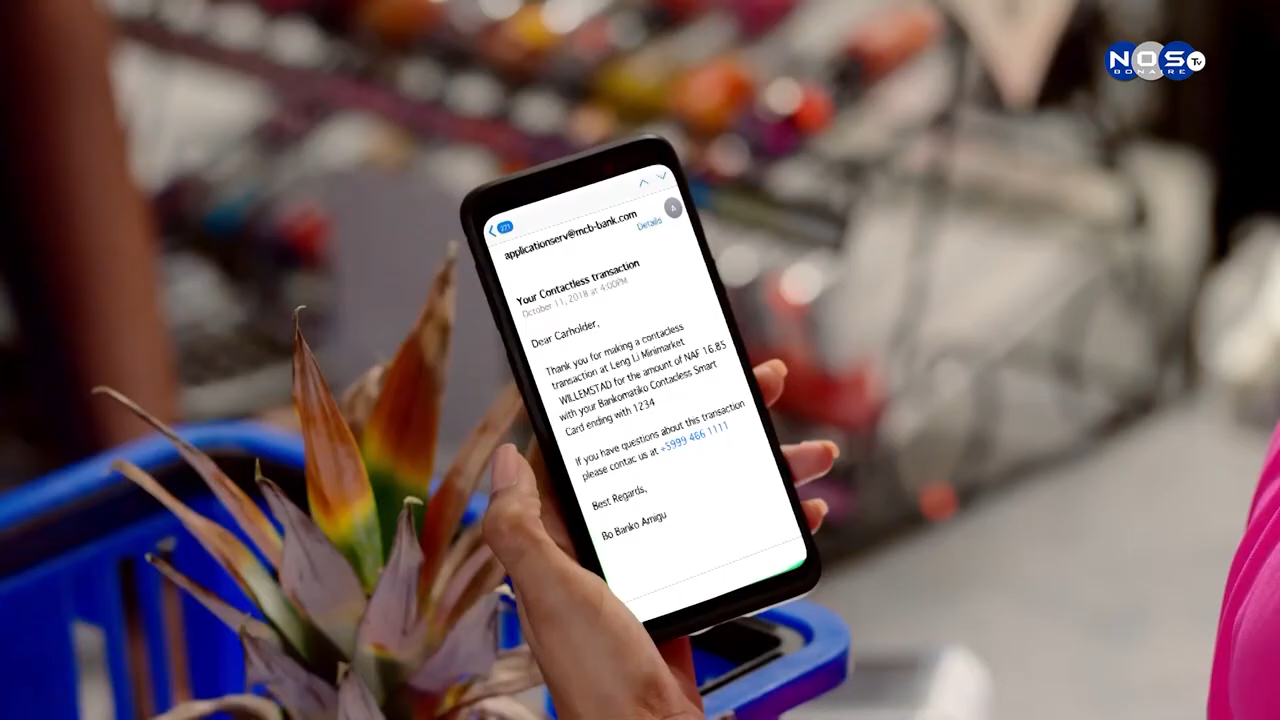 NOS Tv
BONAIRE
221
applicationserv@mcb-bank.com
A
Details
Your Contactless transaction
October 11, 2018 at 4:00PM
Dear Carholder,
Thank you for making a contacless
transaction at Leng Li Minimarket
WILLEMSTAD for the amount of NAF 16.85
with your Bankomatiko Contacless Smart
Card ending with 1234
If you have questions about this transaction
please contac us at +5999 466 1111
Best Regards,
Bo Banko Amigu